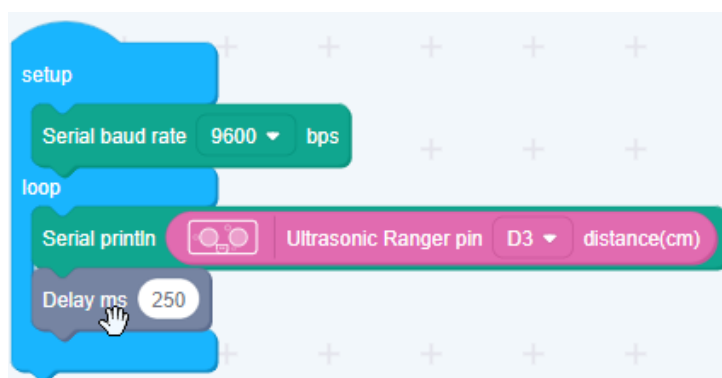 setup
Serial baud rate 9600 bps
loop
Serial println Ultrasonic Ranger pin D3 distance(cm)
Delay ms 250